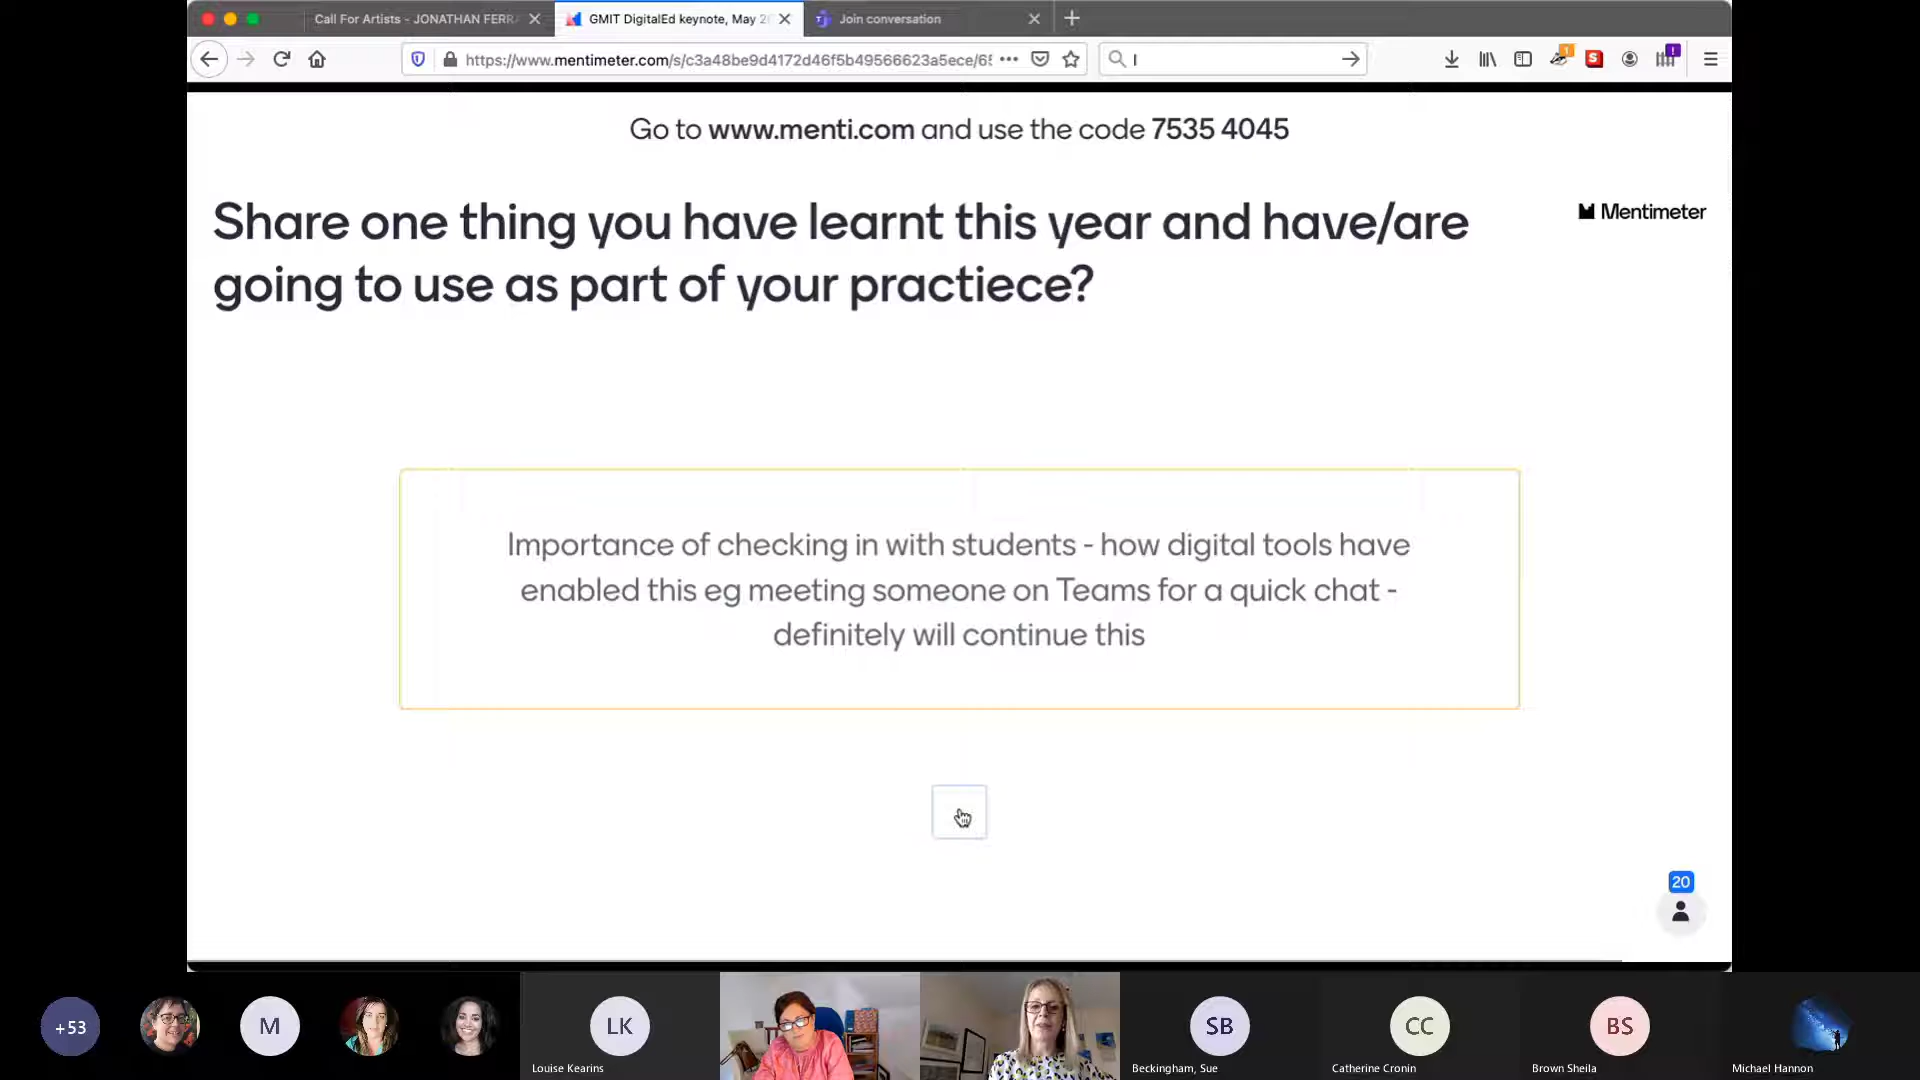 Call For Artists - JONATHAN FERR
GMIT DigitalEd keynote, May 2
Join conversation
https://www.mentimeter.com/s/c3a48be9d4172d46f5b49566623a5ece/6
Go to www.menti.com and use the code 7535 4045
Share one thing you have learnt this year and have/are
going to use as part of your practiece?
Mentimeter
Importance of checking in with students - how digital tools have
enabled this eg meeting someone on Teams for a quick chat -
definitely will continue this
20
+53
M
LK
SB
CC
BS
Louise Kearins
Beckingham, Sue
Catherine Cronin
Brown Sheila
Michael Hannon